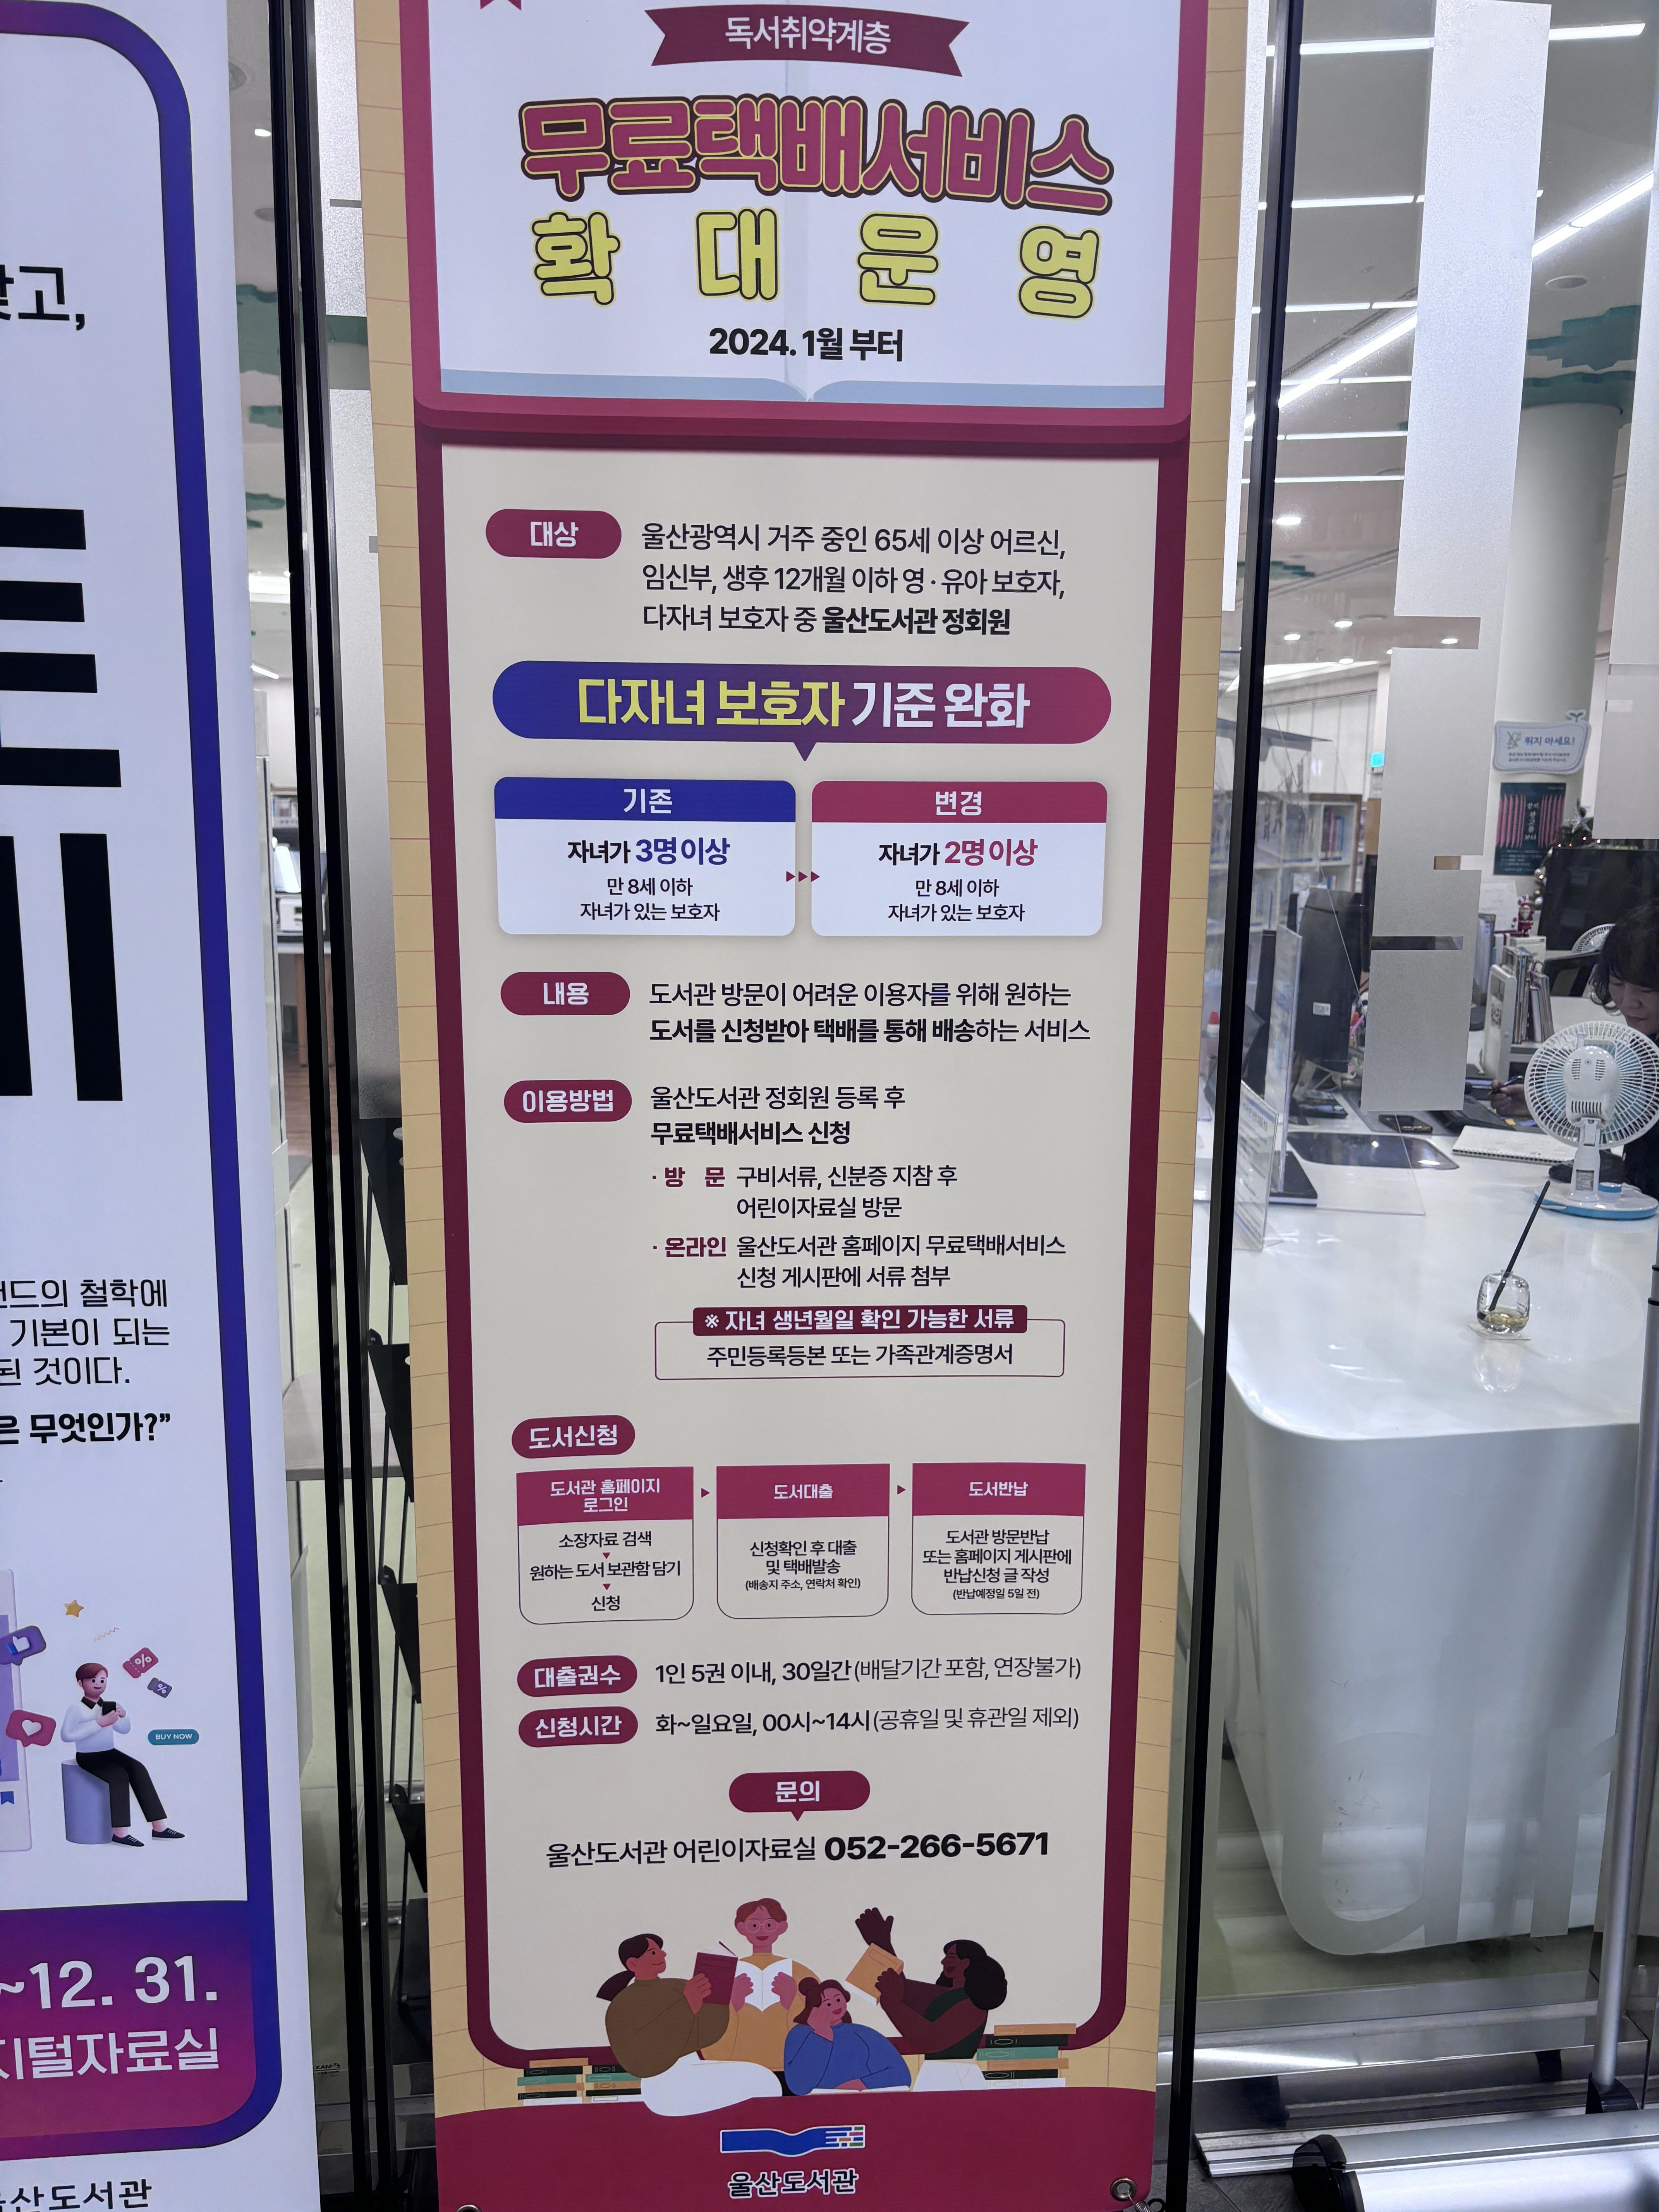 독서취약계층
무료택배서비스
확대운영
2024. 1월 부터
대상
울산광역시 거주 중인 65세 이상 어르신,
임신부, 생후 12개월 이하 영·유아 보호자,
다자녀 보호자 중 울산도서관 정회원
다자녀 보호자 기준 완화
기존
자녀가 3명 이상
만 8세 이하
자녀가 있는 보호자
변경
자녀가 2명 이상
만 8세 이하
자녀가 있는 보호자
내용
도서관 방문이 어려운 이용자를 위해 원하는
도서를 신청받아 택배를 통해 배송하는 서비스
이용방법
울산도서관 정회원 등록 후
무료택배서비스 신청
· 방 문 구비서류, 신분증 지참 후
어린이자료실 방문
· 온라인 울산도서관 홈페이지 무료택배서비스
신청 게시판에 서류 첨부
※ 자녀 생년월일 확인 가능한 서류
주민등록등본 또는 가족관계증명서
도서신청
도서관 홈페이지
로그인
소장자료 검색
원하는 도서 보관함 담기
신청
도서대출
신청확인 후 대출
및 택배발송
(배송지 주소, 연락처 확인)
도서반납
도서관 방문반납
또는 홈페이지 게시판에
반납신청 글 작성
(반납예정일 5일 전)
대출권수
1인 5권 이내, 30일간(배달기간 포함, 연장불가)
신청시간
화~일요일, 00시~14시(공휴일 및 휴관일 제외)
문의
울산도서관 어린이자료실 052-266-5671
울산도서관
철학에
기본이 되는
된 것이다.
은 무엇인가?”
BUY NOW
~12. 31.
지털자료실
산도서관
뛰지 마세요!